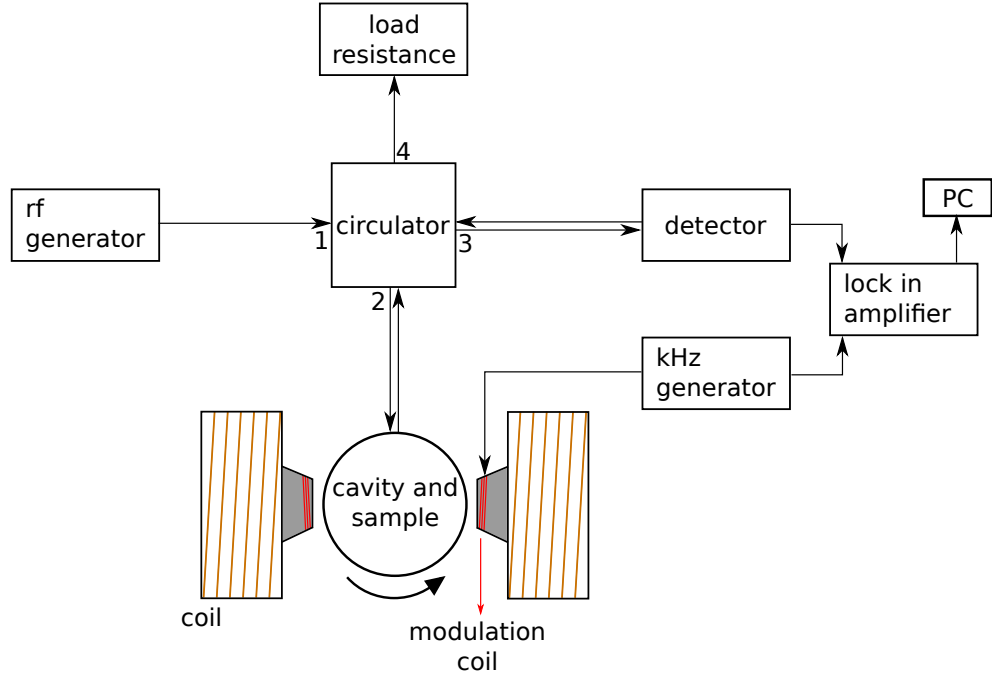 load
resistance
4
rf
generator
1
circulator
3
detector
PC
2
lock in
amplifier
kHz
generator
cavity and
sample
coil
modulation
coil